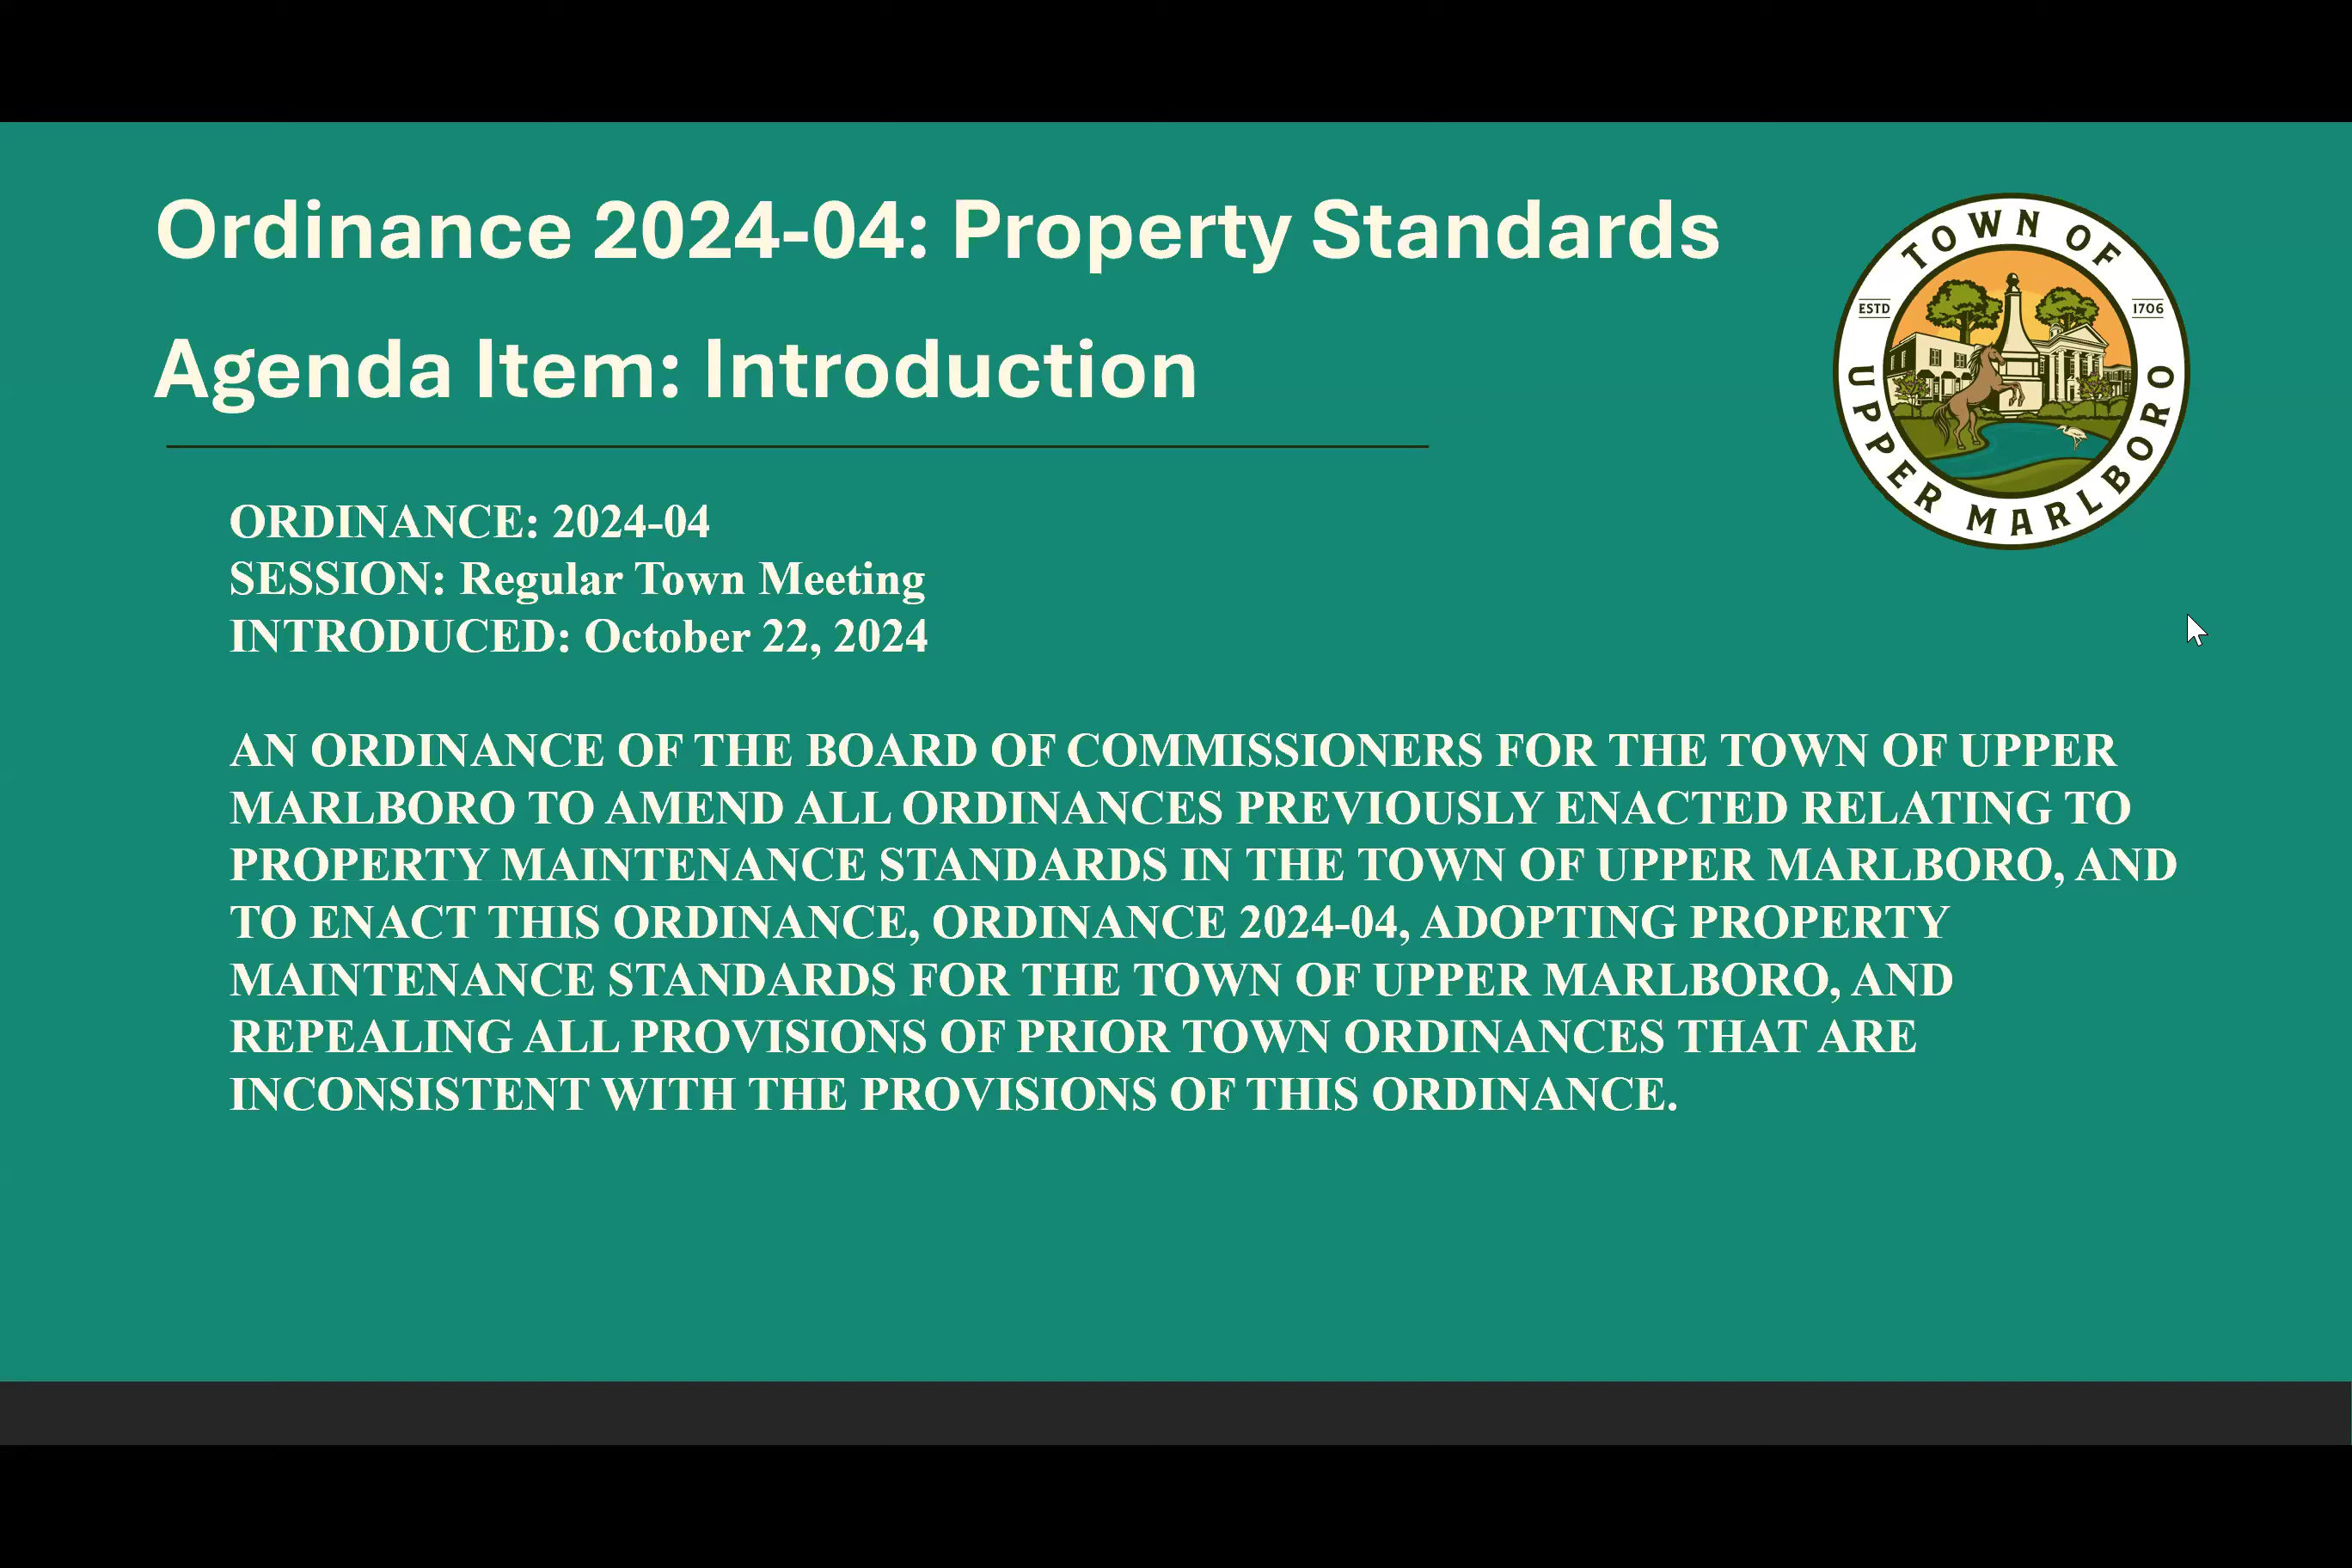 Ordinance 2024-04: Property Standards
Agenda Item: Introduction
TOWN OF
ESTD
1706
UPPER MARLBORO
ORDINANCE: 2024-04
SESSION: Regular Town Meeting
INTRODUCED: October 22, 2024
AN ORDINANCE OF THE BOARD OF COMMISSIONERS FOR THE TOWN OF UPPER
MARLBORO TO AMEND ALL ORDINANCES PREVIOUSLY ENACTED RELATING TO
PROPERTY MAINTENANCE STANDARDS IN THE TOWN OF UPPER MARLBORO, AND
TO ENACT THIS ORDINANCE, ORDINANCE 2024-04, ADOPTING PROPERTY
MAINTENANCE STANDARDS FOR THE TOWN OF UPPER MARLBORO, AND
REPEALING ALL PROVISIONS OF PRIOR TOWN ORDINANCES THAT ARE
INCONSISTENT WITH THE PROVISIONS OF THIS ORDINANCE.